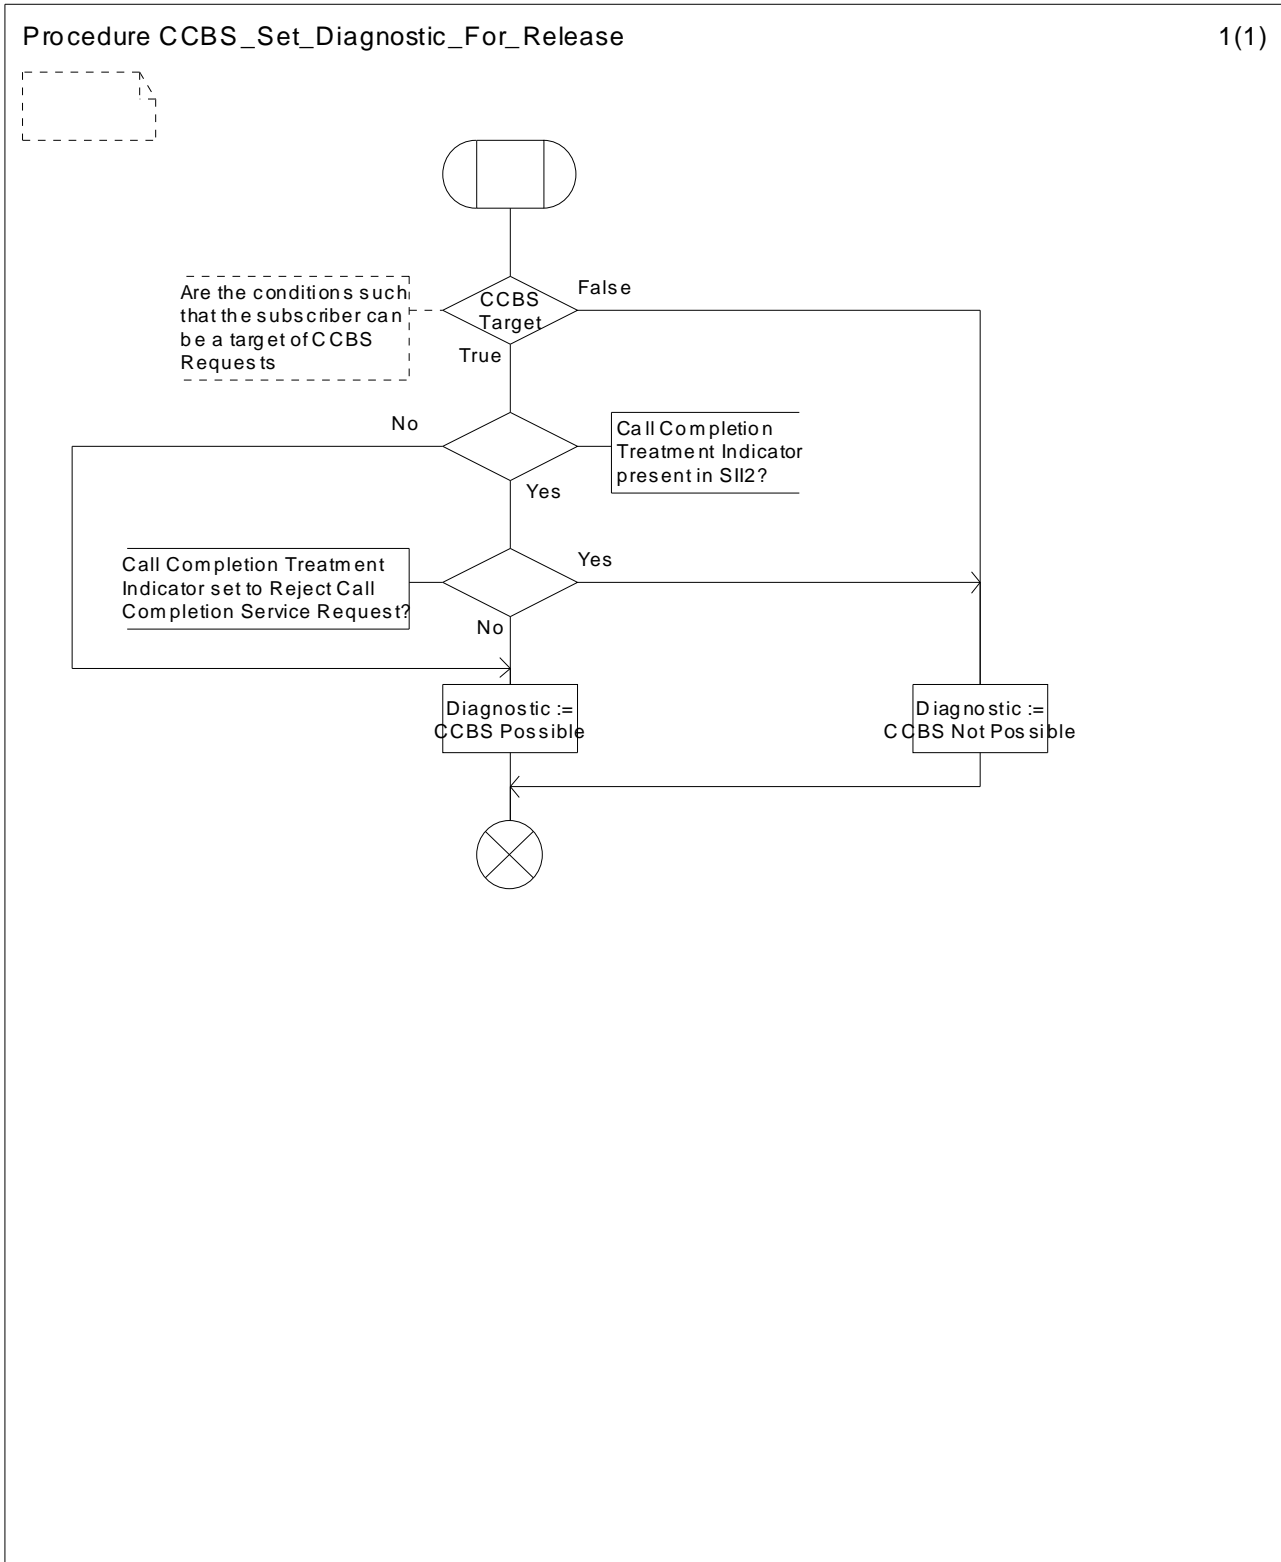 Procedure CCBS_Set_Diagnostic_For_Release
1(1)
CCBS
Target
False
True
Are the conditions such
that the subscriber can
be a target of CCBS
Requests
No
Call Completion
Treatment Indicator
present in SII2?
Yes
Call Completion Treatment
Indicator set to Reject Call
Completion Service Request?
Yes
No
Diagnostic :=
CCBS Possible
Diagnostic :=
CCBS Not Possible